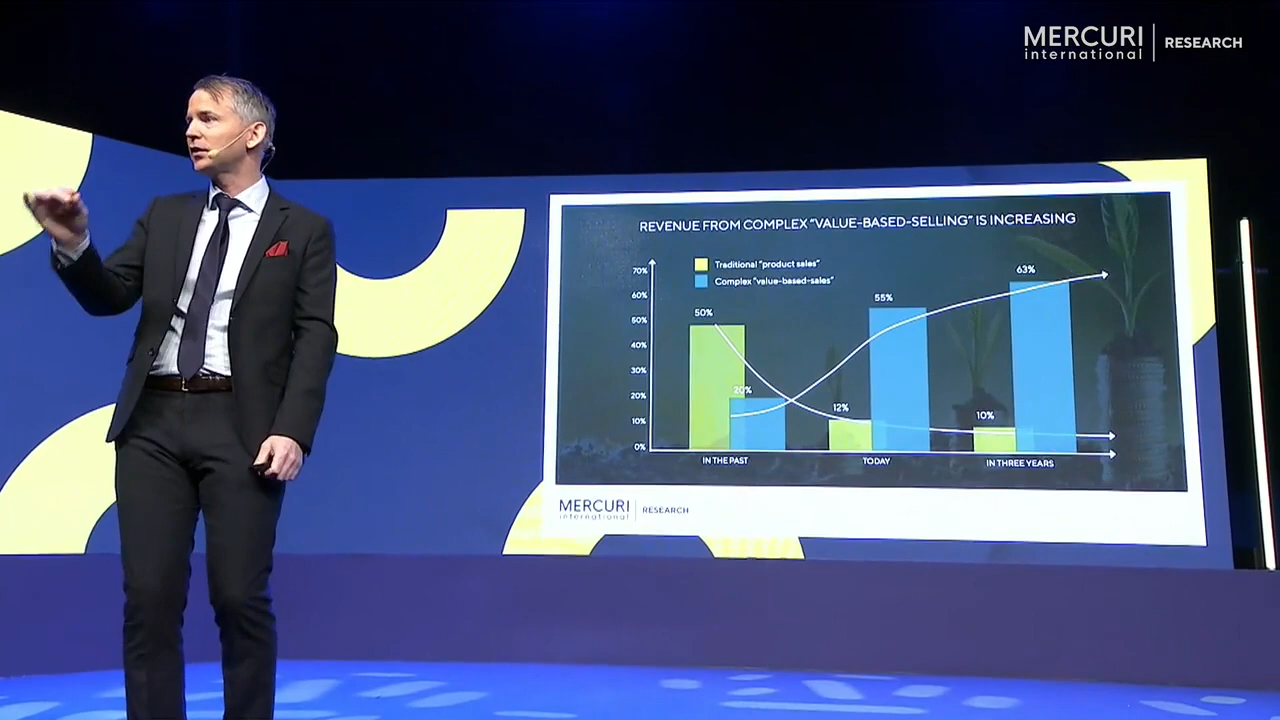 MERCURI
international
RESEARCH
REVENUE FROM COMPLEX "VALUE-BASED-SELLING" IS INCREASING
Traditional "product sales"
Complex "value-based-sales"
70%
60%
50%
40%
30%
20%
10%
0%
50%
20%
12%
55%
10%
63%
IN THE PAST
TODAY
IN THREE YEARS
MERCURI
international
RESEARCH